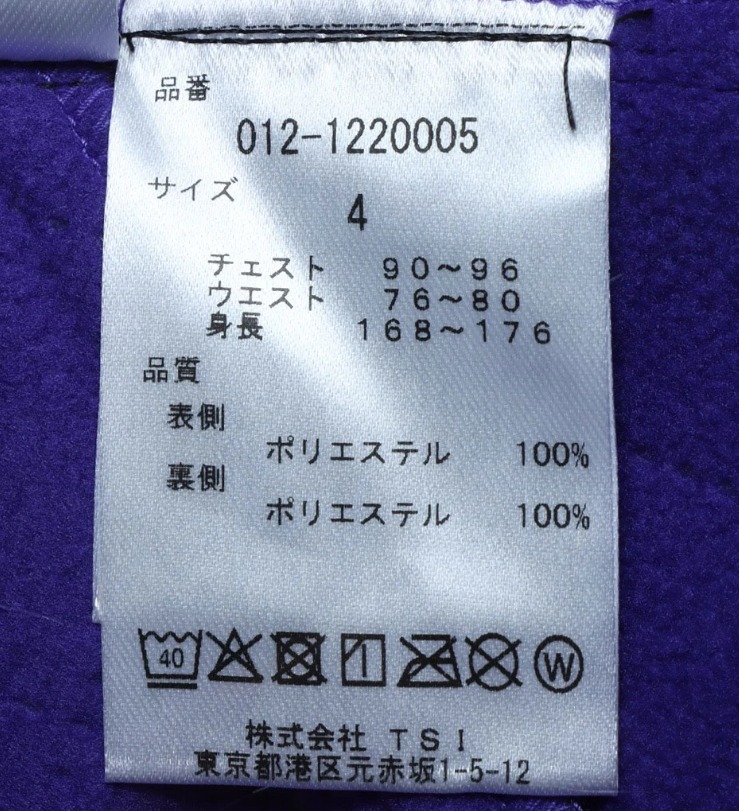 品番
012-1220005
サイズ
4
チェスト 90～96
ウエスト 76～80
身長 168～176
品質
表側
ポリエステル 100%
裏側
ポリエステル 100%
40 W
株式会社 TSI
東京都港区元赤坂1-5-12